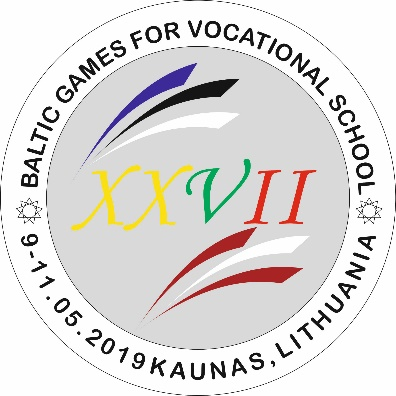 BALTIC GAMES FOR VOCATIONAL SCHOOL
XXVII
9-11.05.2019 KAUNAS, LITHUANIA